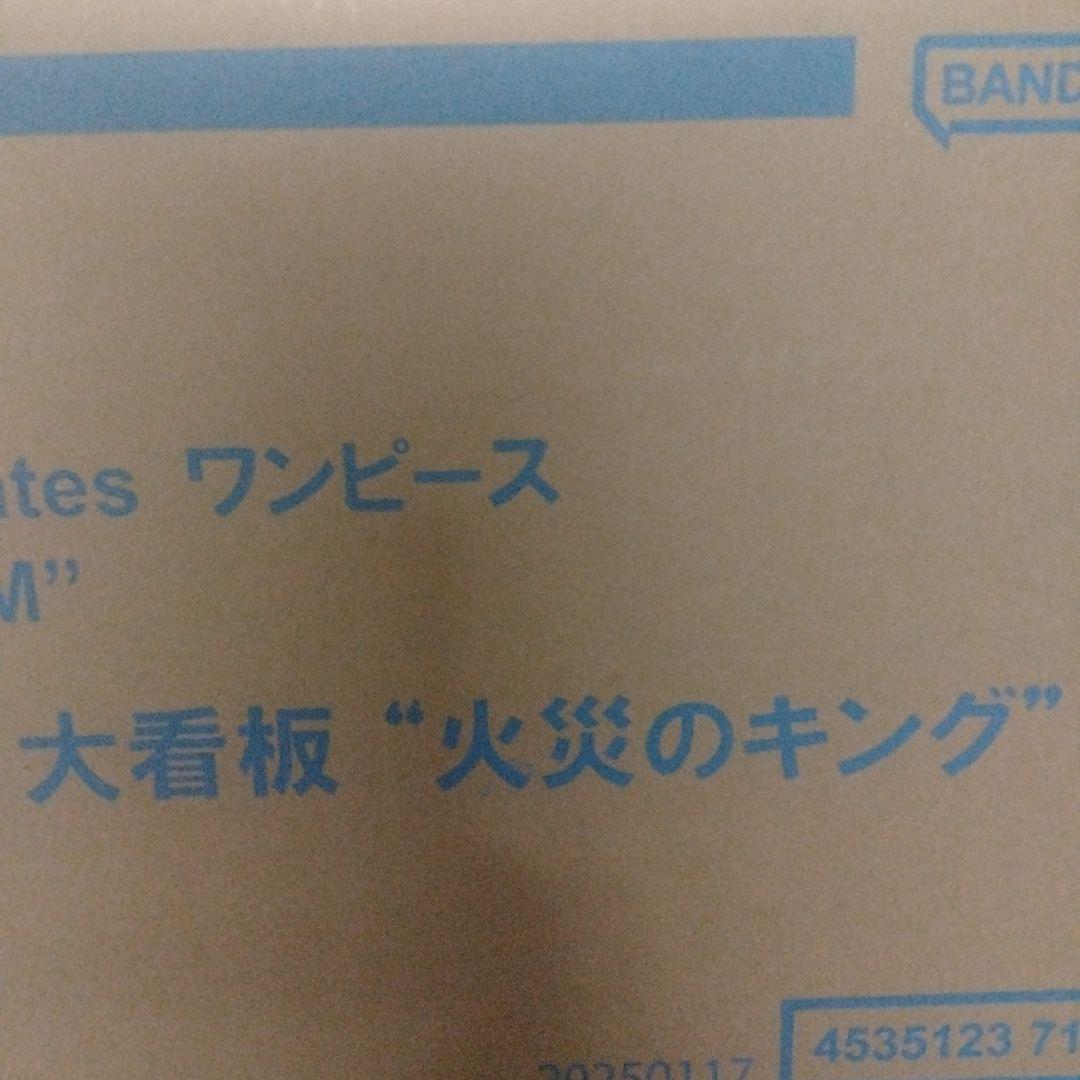 BAND
ates ワンピース
M”
大看板 “火災のキング”
4535123 71
20250117